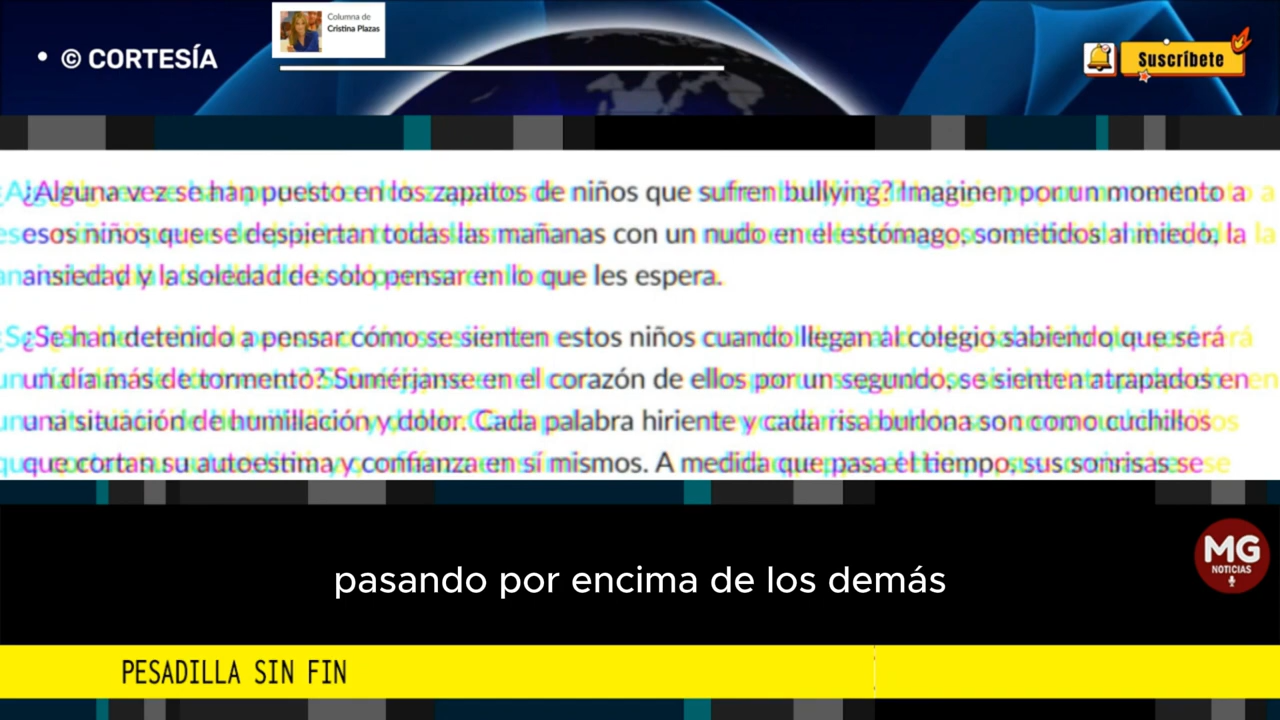 © CORTESÍA
Columna de
Cristina Plazas
Suscríbete
¿Alguna vez se han puesto en los zapatos de niños que sufren bullying? Imaginen por un momento a
esos niños que se despiertan todas las mañanas con un nudo en el estómago, sometidos al miedo, la
ansiedad y la soledad de solo pensar en lo que les espera.
¿Se han detenido a pensar cómo se sienten estos niños cuando llegan al colegio sabiendo que será
un día más de tormento? Sumérjanse en el corazón de ellos por un segundo, se sienten atrapados en
una situación de humillación y dolor. Cada palabra hiriente y cada risa burlona son como cuchillos
que cortan su autoestima y confianza en sí mismos. A medida que pasa el tiempo, sus sonrisas se
MG
NOTICIAS
pasando por encima de los demás
PESADILLA SIN FIN